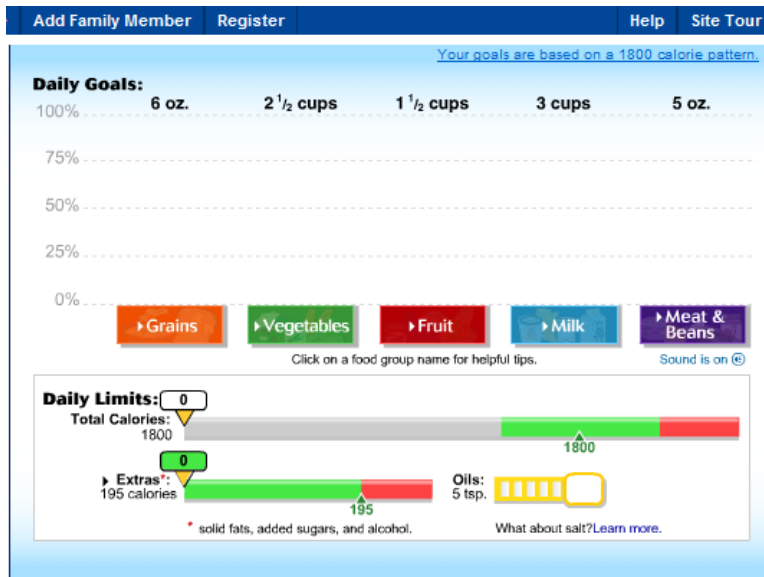 Add Family Member Register Help Site Tour
Your goals are based on a 1800 calorie pattern.
Daily Goals:
6 oz. 2 1/2 cups 1 1/2 cups 3 cups 5 oz.
100%
75%
50%
25%
0%
Grains Vegetables Fruit Milk Meat & Beans
Click on a food group name for helpful tips. Sound is on
Daily Limits: 0
Total Calories:
1800
1800
0
Extras*:
195 calories
195
Oils:
5 tsp.
* solid fats, added sugars, and alcohol. What about salt?Learn more.